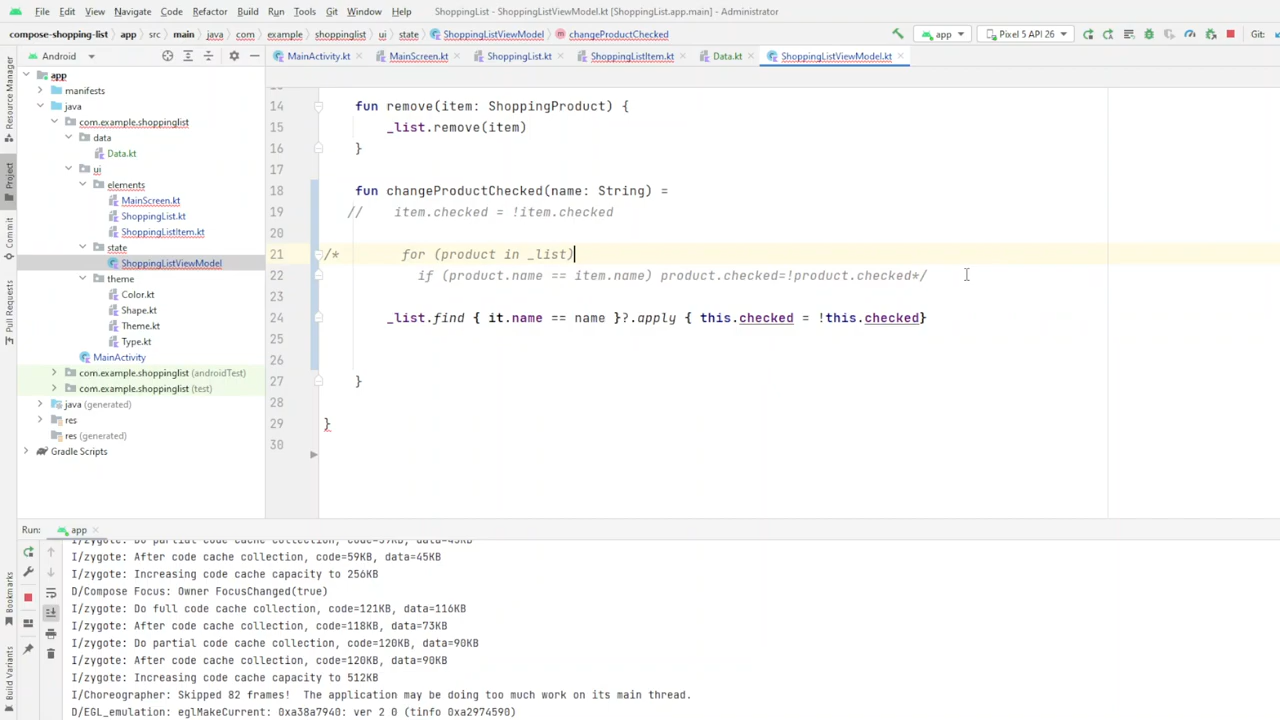 File Edit View Navigate Code Refactor Build Run Tools Git Window Help ShoppingList - ShoppingListViewModel.kt [ShoppingList.app.main] - Administrator
compose-shopping-list app src main java com example shoppinglist ui state ShoppingListViewModel changeProductChecked app Pixel 5 API 26 Git:
Android MainActivity.kt MainScreen.kt ShoppingList.kt ShoppingListItem.kt Data.kt ShoppingListViewModel.kt
Resource Manager
Project
Commit
Pull Requests
Bookmarks
Build Variants
app
manifests
java
com.example.shoppinglist
data
Data.kt
ui
elements
MainScreen.kt
ShoppingList.kt
ShoppingListItem.kt
state
ShoppingListViewModel
theme
Color.kt
Shape.kt
Theme.kt
Type.kt
MainActivity
com.example.shoppinglist (androidTest)
com.example.shoppinglist (test)
java (generated)
res
res (generated)
Gradle Scripts
14 fun remove(item: ShoppingProduct) {
15 _list.remove(item)
16 }
17
18 fun changeProductChecked(name: String) =
19 // item.checked = !item.checked
20
21 /* for (product in _list)
22 if (product.name == item.name) product.checked=!product.checked*/
23
24 _list.find { it.name == name }?.apply { this.checked = !this.checked}
25
26
27 }
28
29 }
30
Run: app
I/zygote: After code cache collection, code=59KB, data=45KB
I/zygote: Increasing code cache capacity to 256KB
D/Compose Focus: Owner FocusChanged(true)
I/zygote: Do full code cache collection, code=121KB, data=116KB
I/zygote: After code cache collection, code=118KB, data=73KB
I/zygote: Do partial code cache collection, code=120KB, data=90KB
I/zygote: After code cache collection, code=120KB, data=90KB
I/zygote: Increasing code cache capacity to 512KB
I/Choreographer: Skipped 82 frames!  The application may be doing too much work on its main thread.
D/EGL_emulation: eglMakeCurrent: 0xa38a7940: ver 2 0 (tinfo 0xa2974590)